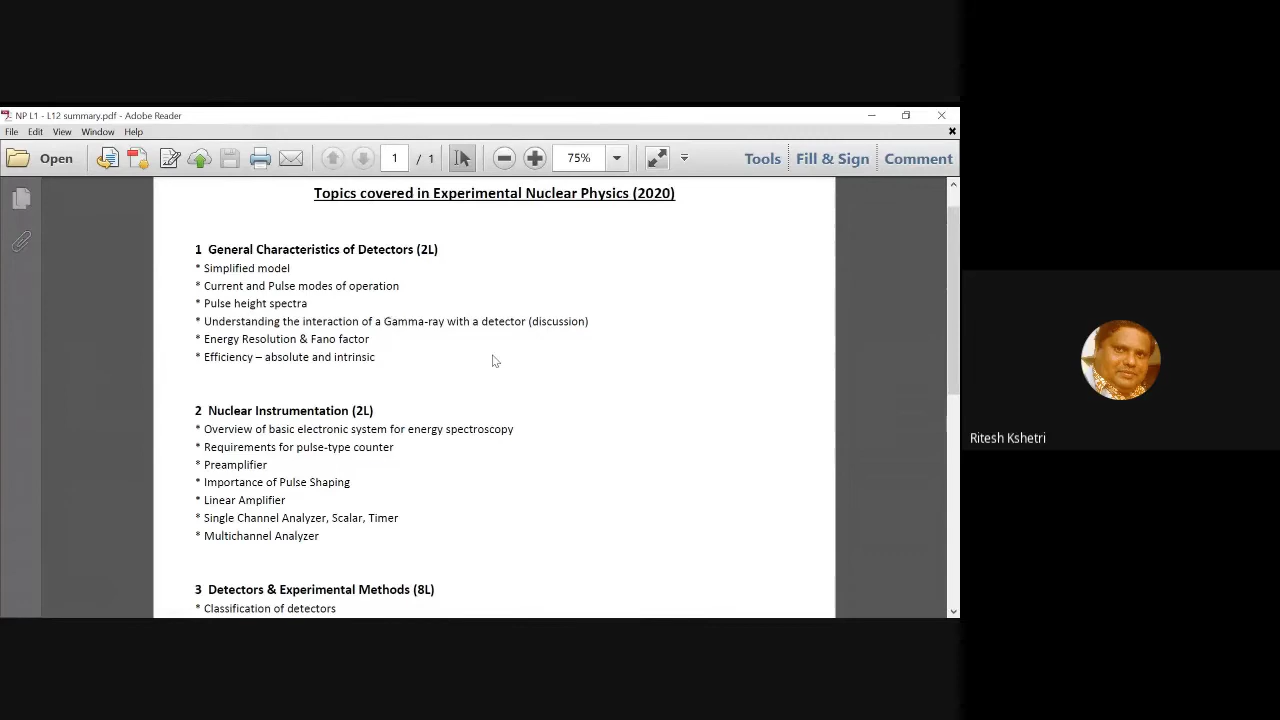 NP L1 - L12 summary.pdf - Adobe Reader
File Edit View Window Help
Open 1 / 1 75% Tools Fill & Sign Comment
Topics covered in Experimental Nuclear Physics (2020)
1 General Characteristics of Detectors (2L)
* Simplified model
* Current and Pulse modes of operation
* Pulse height spectra
* Understanding the interaction of a Gamma-ray with a detector (discussion)
* Energy Resolution & Fano factor
* Efficiency – absolute and intrinsic
2 Nuclear Instrumentation (2L)
* Overview of basic electronic system for energy spectroscopy
* Requirements for pulse-type counter
* Preamplifier
* Importance of Pulse Shaping
* Linear Amplifier
* Single Channel Analyzer, Scalar, Timer
* Multichannel Analyzer
3 Detectors & Experimental Methods (8L)
* Classification of detectors
Ritesh Kshetri